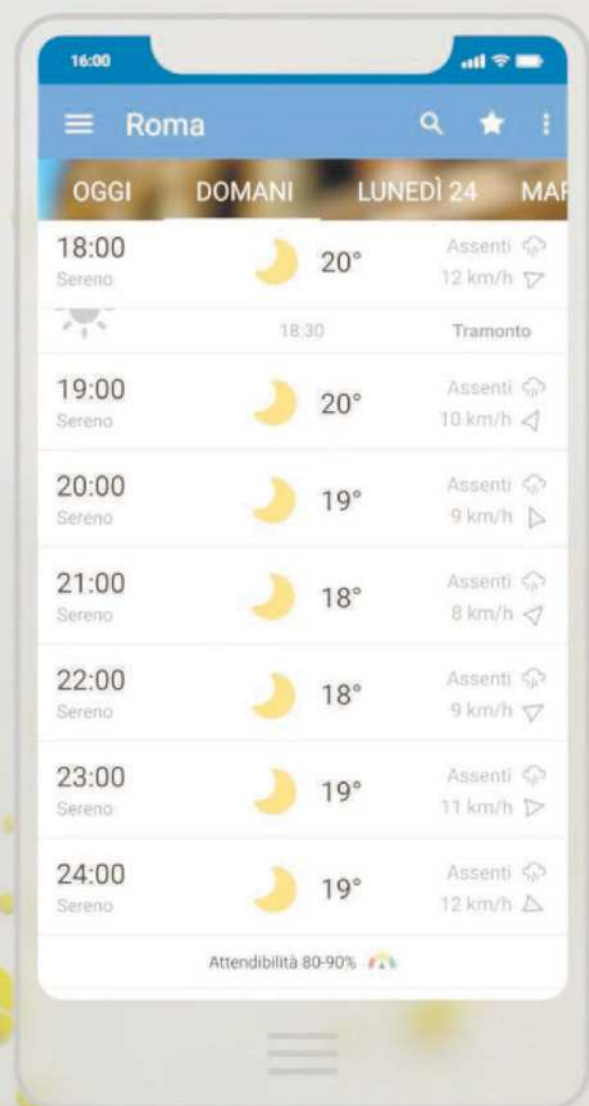 16:00
Roma
OGGI DOMANI LUNEDÌ 24 MAR
18:00 20° Assenti
Sereno 12 km/h
18:30 Tramonto
19:00 20° Assenti
Sereno 10 km/h
20:00 19° Assenti
Sereno 9 km/h
21:00 18° Assenti
Sereno 8 km/h
22:00 18° Assenti
Sereno 9 km/h
23:00 19° Assenti
Sereno 11 km/h
24:00 19° Assenti
Sereno 12 km/h
Attendibilità 80-90%